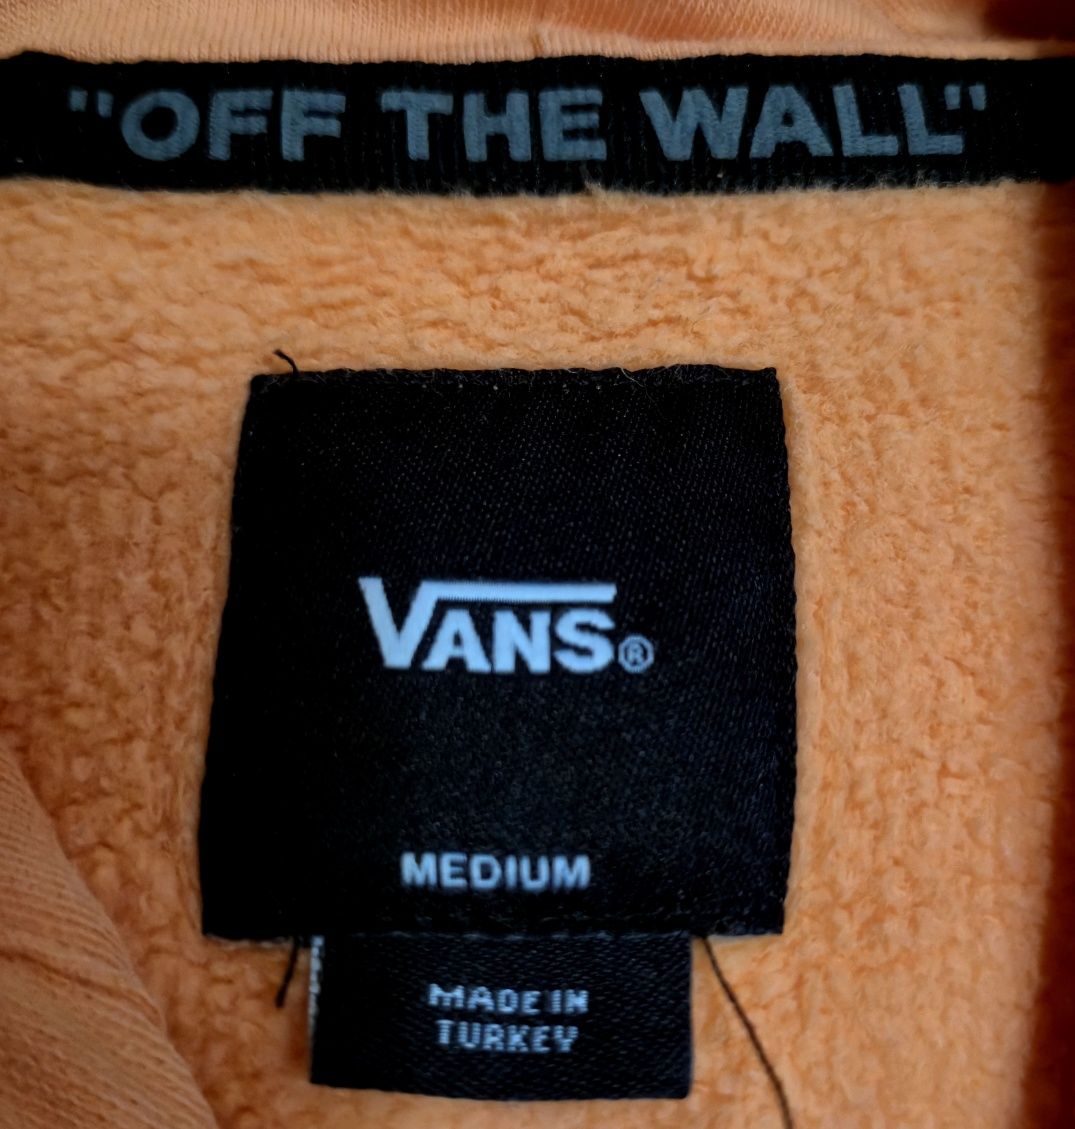 "OFF THE WALL"
VANS®
MEDIUM
MADE IN
TURKEY